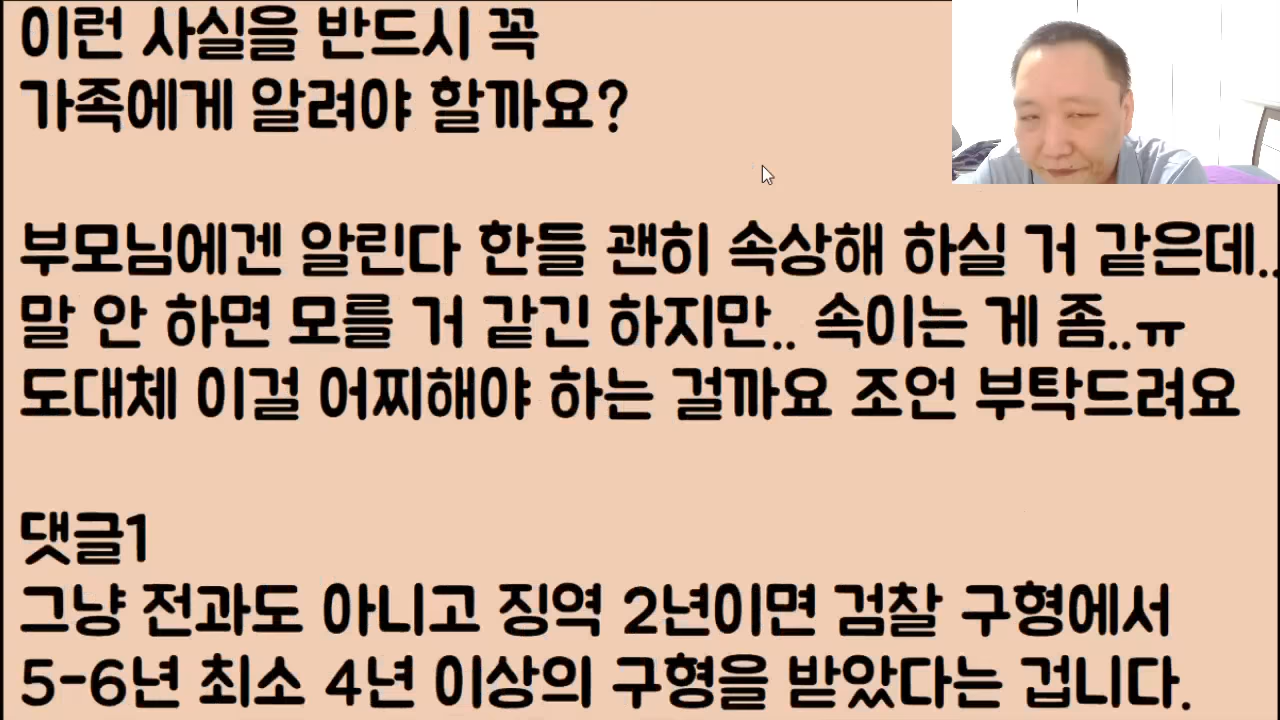 이런 사실을 반드시 꼭
가족에게 알려야 할까요?
부모님에겐 알린다 한들 괜히 속상해 하실 거 같은데..
말 안 하면 모를 거 같긴 하지만.. 속이는 게 좀..ㅠ
도대체 이걸 어찌해야 하는 걸까요 조언 부탁드려요
댓글1
그냥 전과도 아니고 징역 2년이면 검찰 구형에서
5-6년 최소 4년 이상의 구형을 받았다는 겁니다.